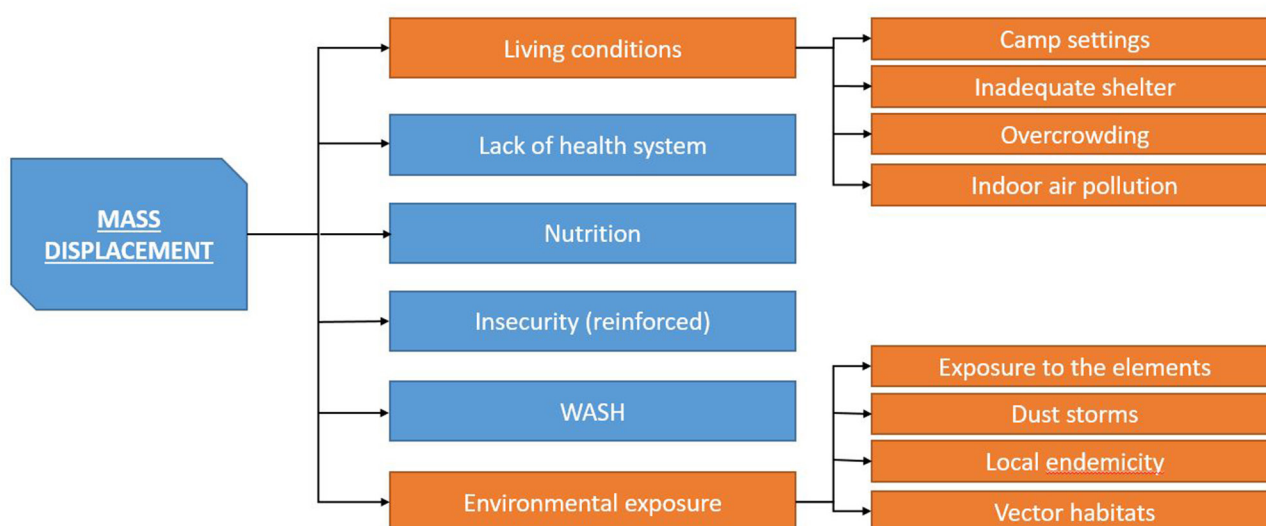 MASS
DISPLACEMENT
Living conditions
Lack of health system
Nutrition
Insecurity (reinforced)
WASH
Environmental exposure
Camp settings
Inadequate shelter
Overcrowding
Indoor air pollution
Exposure to the elements
Dust storms
Local endemicity
Vector habitats